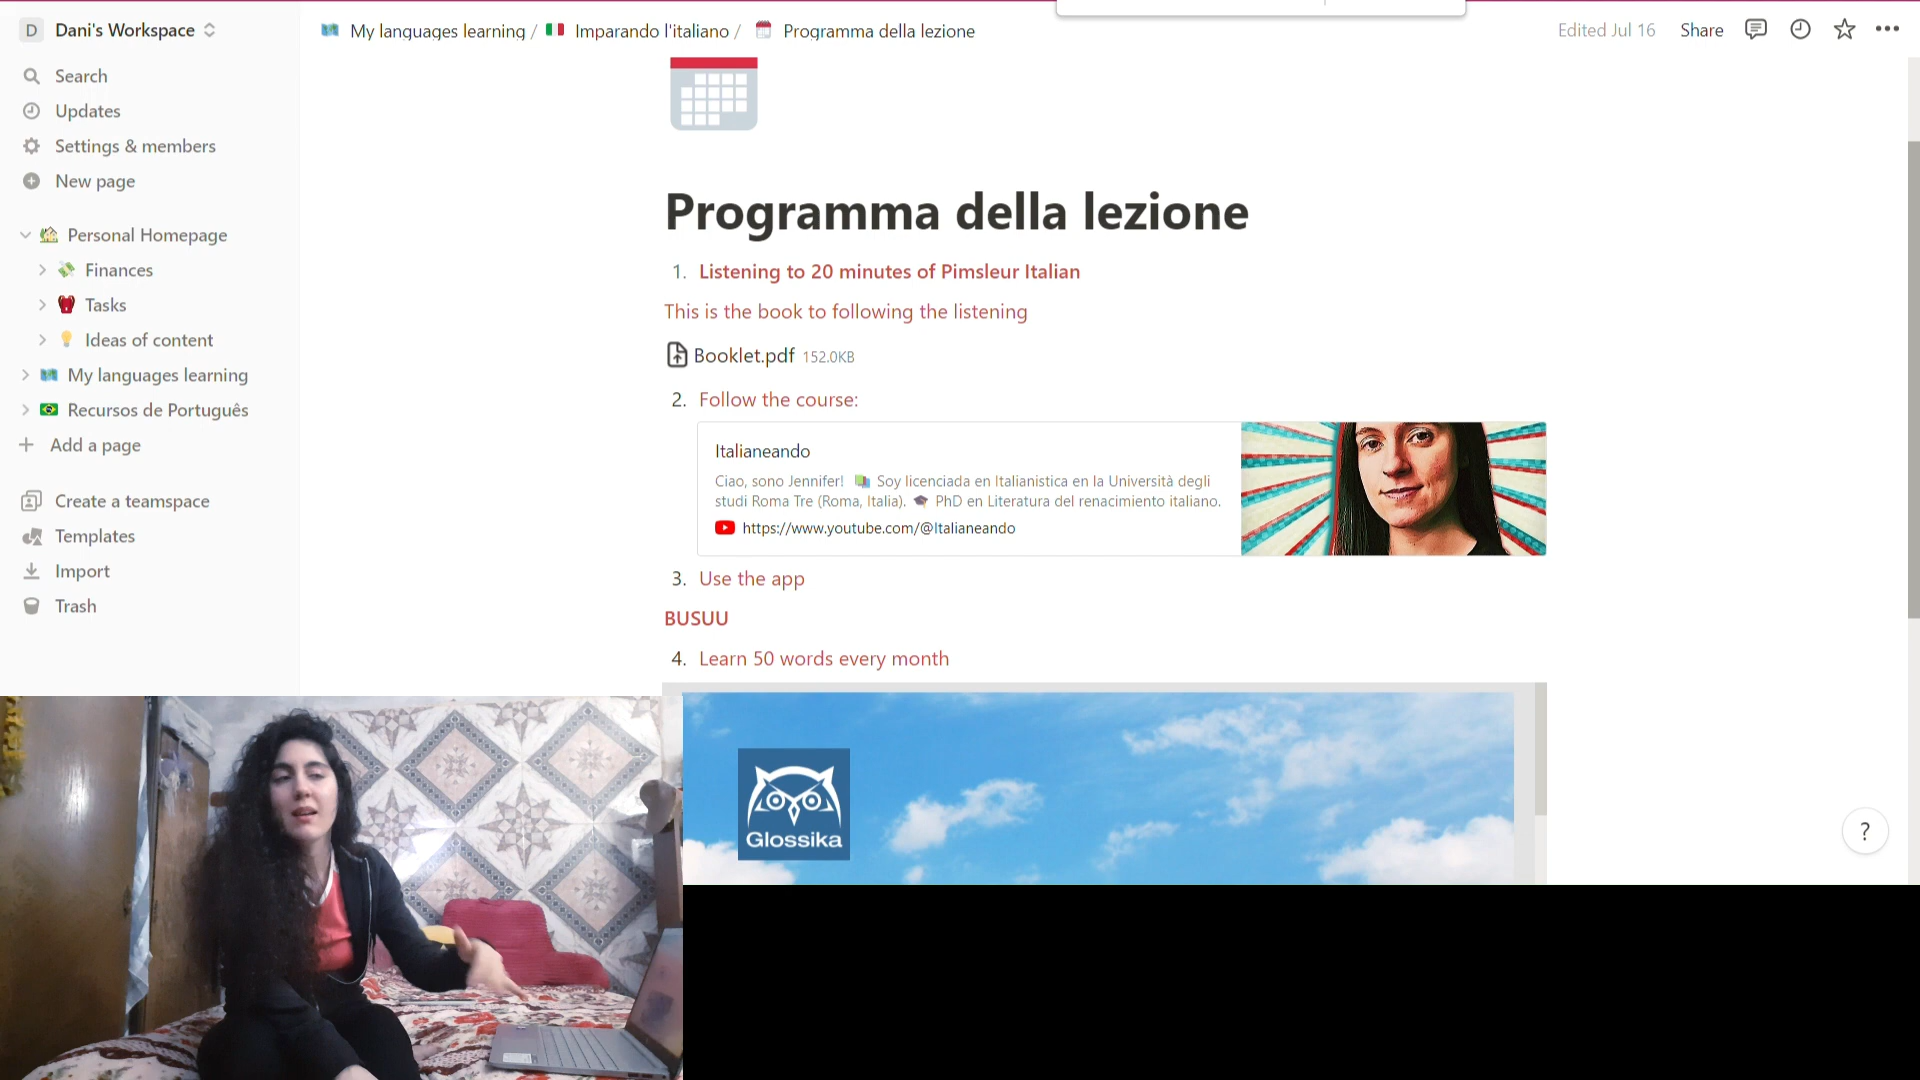 D Dani's Workspace
My languages learning / Imparando l'italiano / Programma della lezione
Edited Jul 16 Share
Search
Updates
Settings & members
New page
Personal Homepage
Finances
Tasks
Ideas of content
My languages learning
Recursos de Português
Add a page
Create a teamspace
Templates
Import
Trash
Programma della lezione
1. Listening to 20 minutes of Pimsleur Italian
This is the book to following the listening
Booklet.pdf 152.0KB
2. Follow the course:
Italianeando
Ciao, sono Jennifer! Soy licenciada en Italianistica en la Università degli
studi Roma Tre (Roma, Italia). PhD en Literatura del renacimiento italiano.
https://www.youtube.com/@Italianeando
3. Use the app
BUSUU
4. Learn 50 words every month
Glossika
?